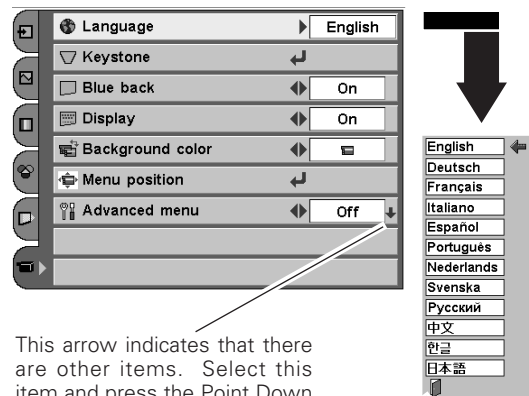 Language English
Keystone
Blue back On
Display On
Background color
Menu position
Advanced menu Off
This arrow indicates that there
are other items. Select this
item and press the Point Down
English
Deutsch
Français
Italiano
Español
Português
Nederlands
Svenska
Русский
中文
한글
日本語